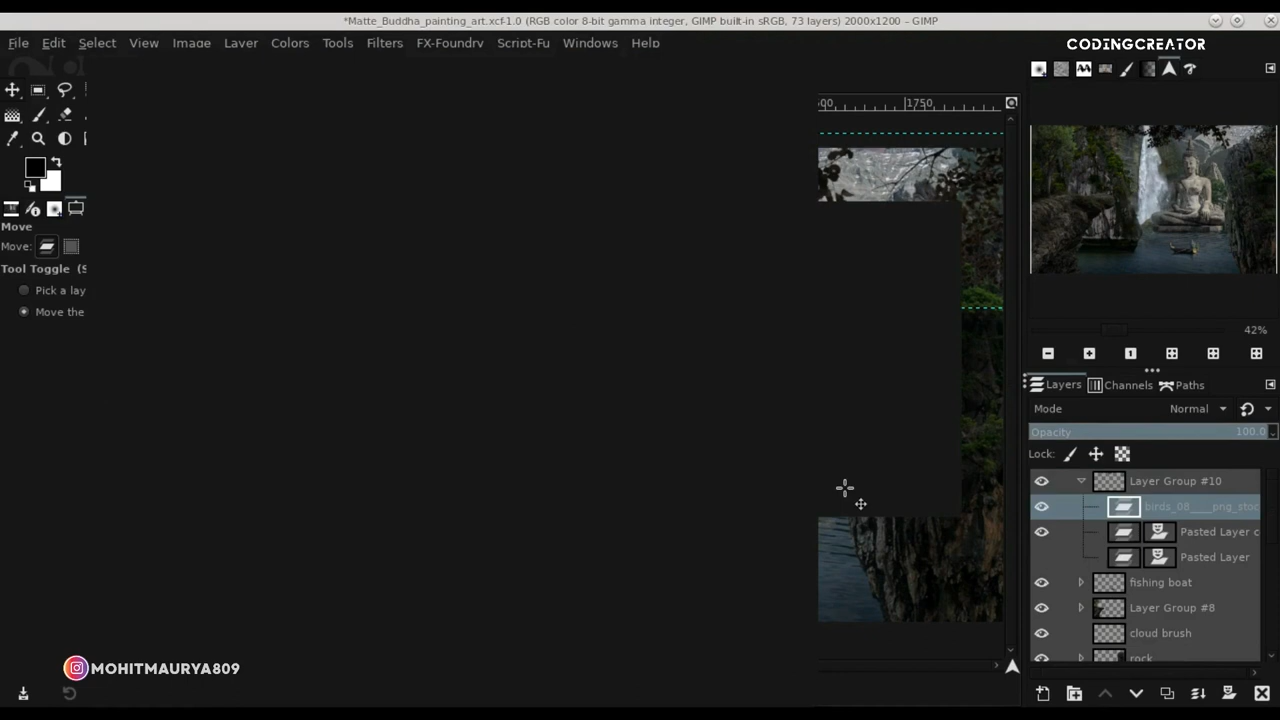 *Matte_Buddha_painting_art.xcf-1.0 (RGB color 8-bit gamma integer, GIMP built-in sRGB, 73 layers) 2000x1200 – GIMP
File Edit Select View Image Layer Colors Tools Filters FX-Foundry Script-Fu Windows Help
CODINGCREATOR
1750
Move
Move:
Tool Toggle (S
Pick a lay
Move the
42%
Layers Channels Paths
Mode Normal
Opacity 100.0
Lock:
Layer Group #10
birds_08____png_stoc
Pasted Layer c
Pasted Layer
fishing boat
Layer Group #8
cloud brush
rock
MOHITMAURYA809